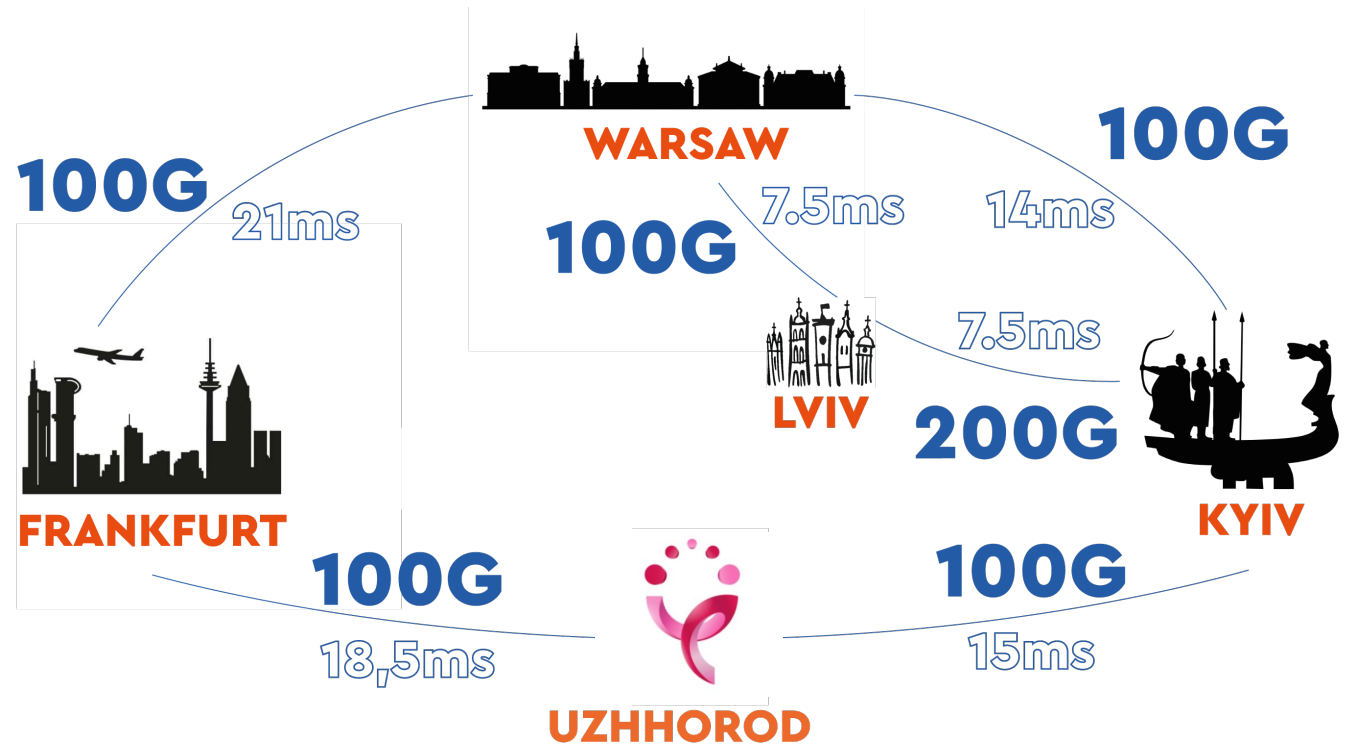 WARSAW
100G
100G
21ms
7.5ms
14ms
100G
7.5ms
LVIV
200G
FRANKFURT
KYIV
100G
100G
18,5ms
15ms
UZHHOROD